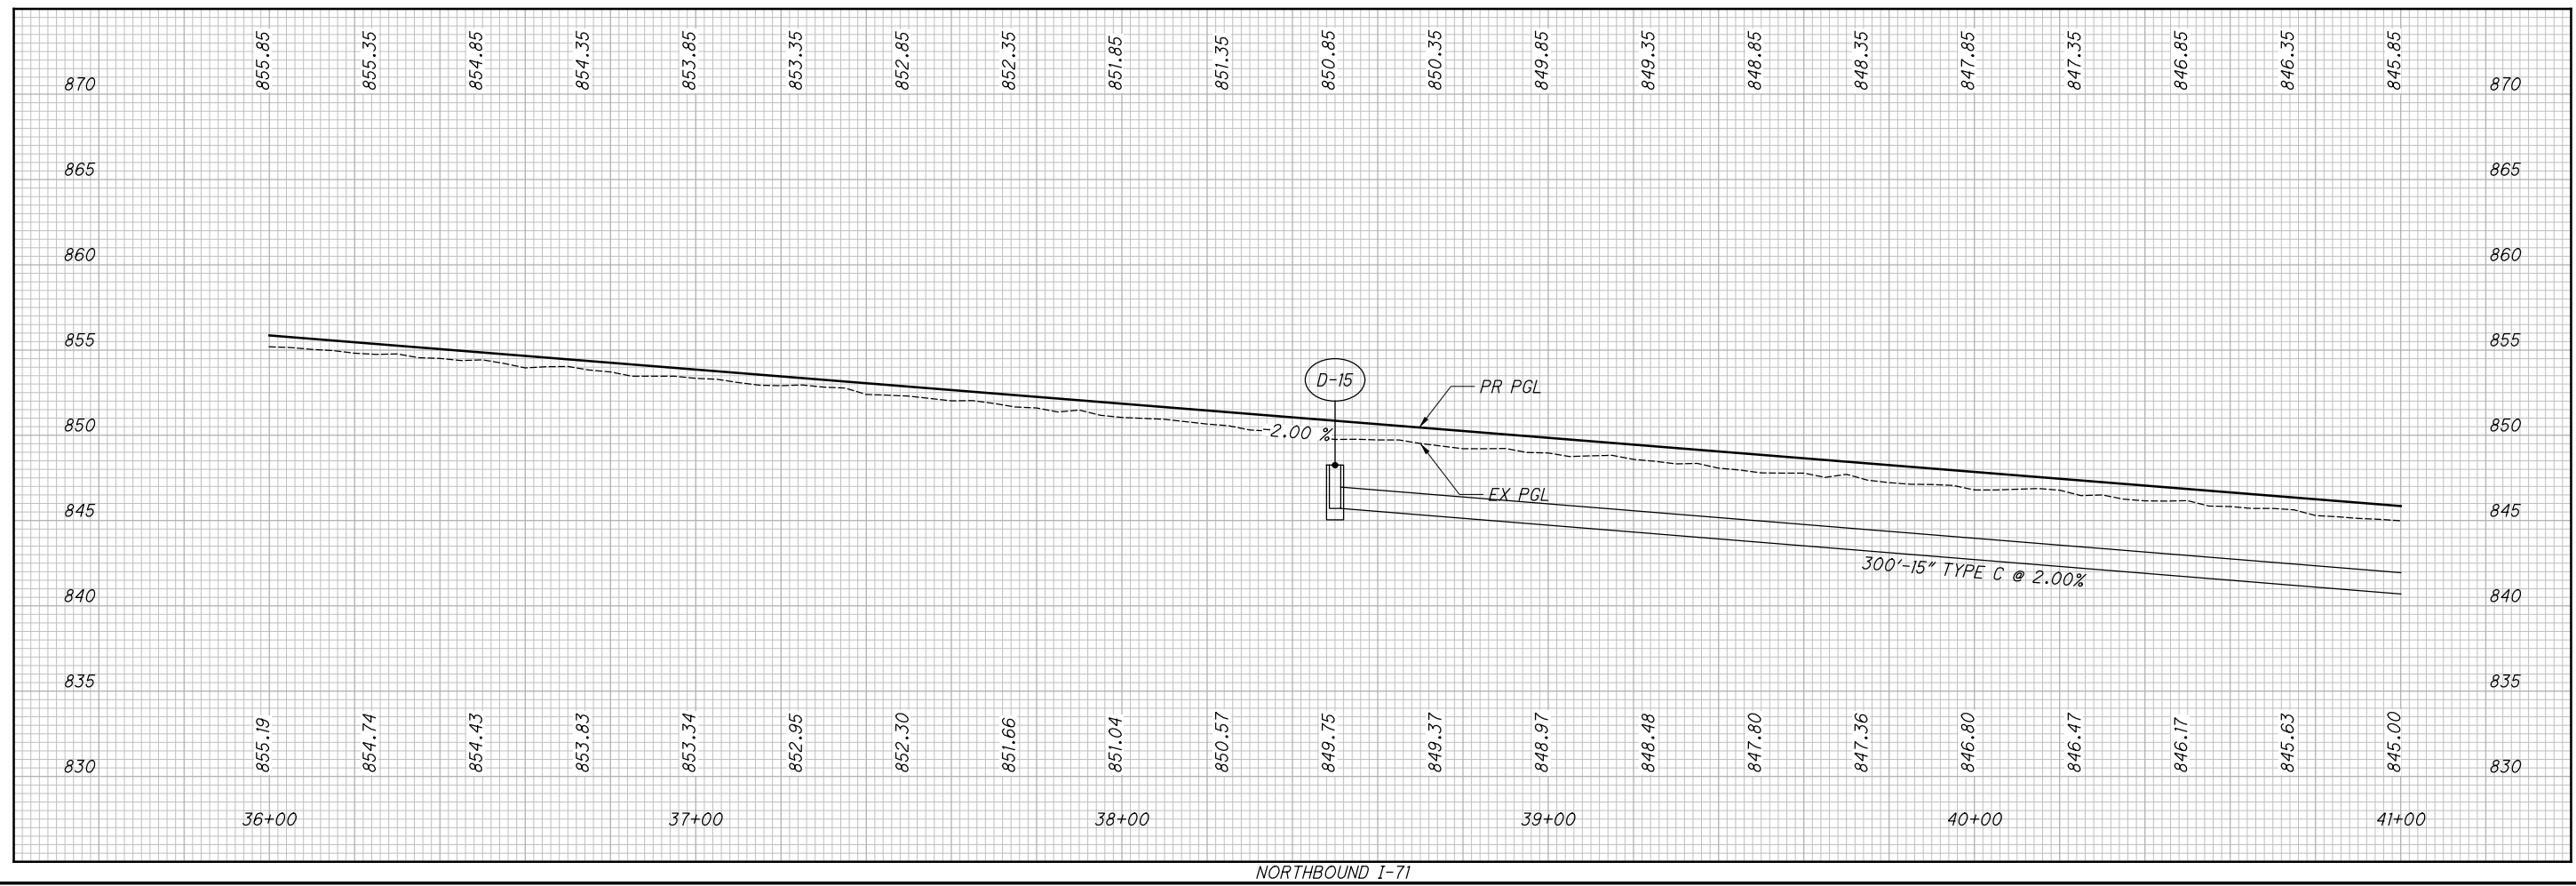 855.85 855.35 854.85 854.35 853.85 853.35 852.85 852.35 851.85 851.35 850.85 850.35 849.85 849.35 848.85 848.35 847.85 847.35 846.85 846.35 845.85
870 870
865 865
860 860
855 855
D-15
PR PGL
850 850
-2.00 %
EX PGL
845 845
300'-15" TYPE C @ 2.00%
840 840
835 835
855.19 854.74 854.43 853.83 853.34 852.95 852.30 851.66 851.04 850.57 849.75 849.37 848.97 848.48 847.80 847.36 846.80 846.47 846.17 845.63 845.00
830 830
36+00 37+00 38+00 39+00 40+00 41+00
NORTHBOUND I-71